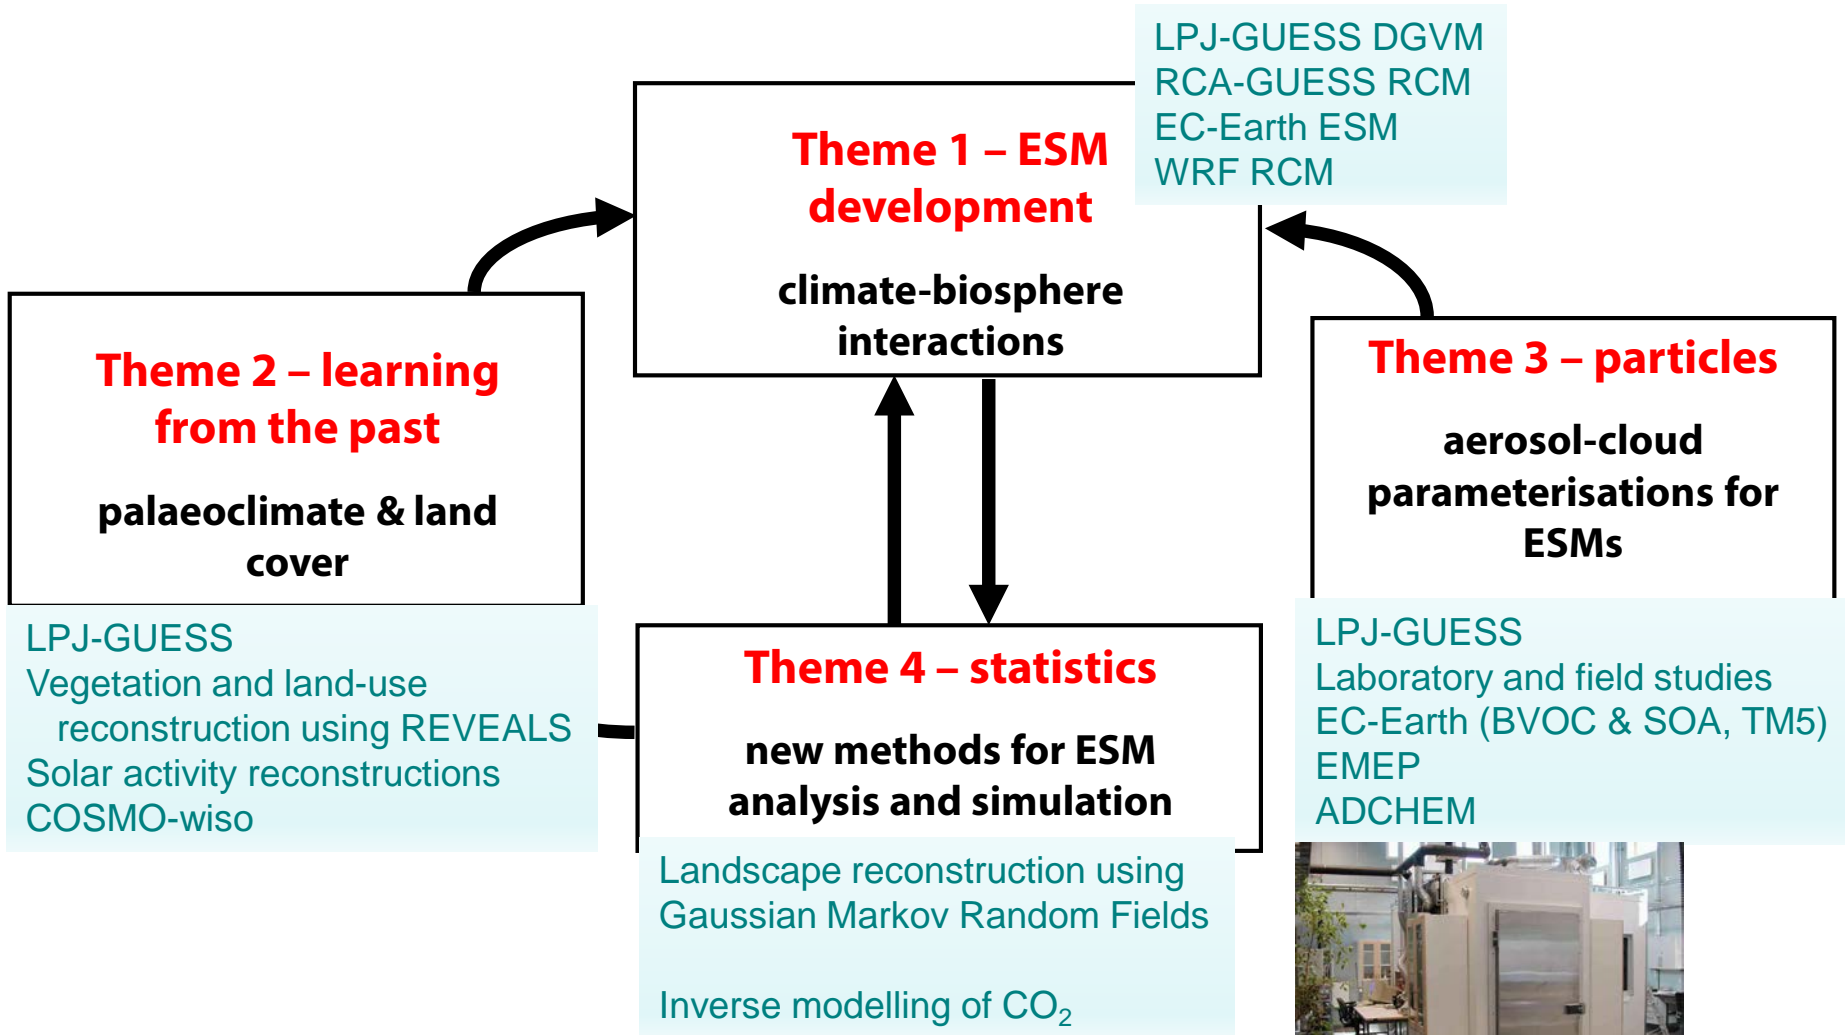 LPJ-GUESS DGVM
RCA-GUESS RCM
EC-Earth ESM
WRF RCM
Theme 1 – ESM
development
climate-biosphere
interactions
Theme 2 – learning
from the past
palaeoclimate & land
cover
LPJ-GUESS
Vegetation and land-use
reconstruction using REVEALS
Solar activity reconstructions
COSMO-wiso
Theme 3 – particles
aerosol-cloud
parameterisations for
ESMs
LPJ-GUESS
Laboratory and field studies
EC-Earth (BVOC & SOA, TM5)
EMEP
ADCHEM
Theme 4 – statistics
new methods for ESM
analysis and simulation
Landscape reconstruction using
Gaussian Markov Random Fields
Inverse modelling of CO₂